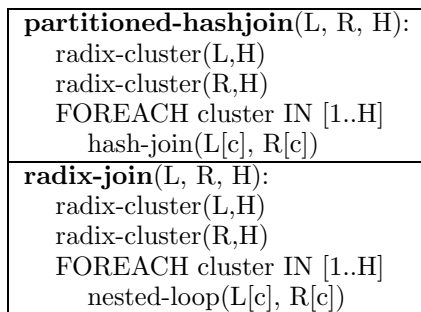 partitioned-hashjoin(L, R, H):
radix-cluster(L,H)
radix-cluster(R,H)
FOREACH cluster IN [1..H]
hash-join(L[c], R[c])
radix-join(L, R, H):
radix-cluster(L,H)
radix-cluster(R,H)
FOREACH cluster IN [1..H]
nested-loop(L[c], R[c])